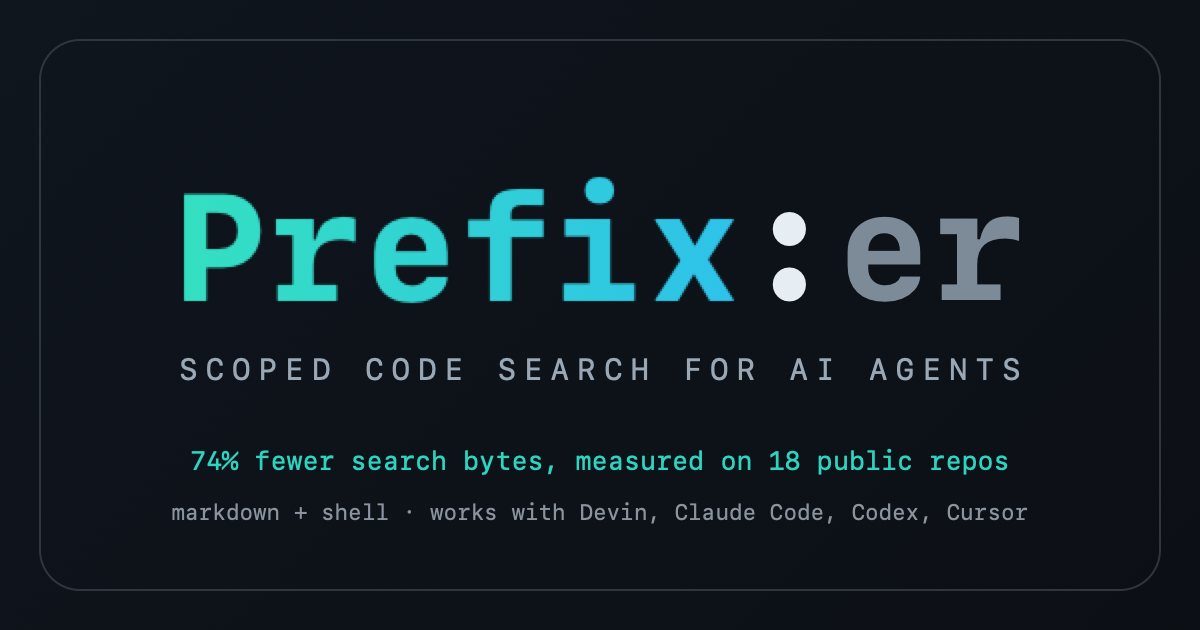 Prefix:er
SCOPED CODE SEARCH FOR AI AGENTS
74% fewer search bytes, measured on 18 public repos
markdown + shell · works with Devin, Claude Code, Codex, Cursor